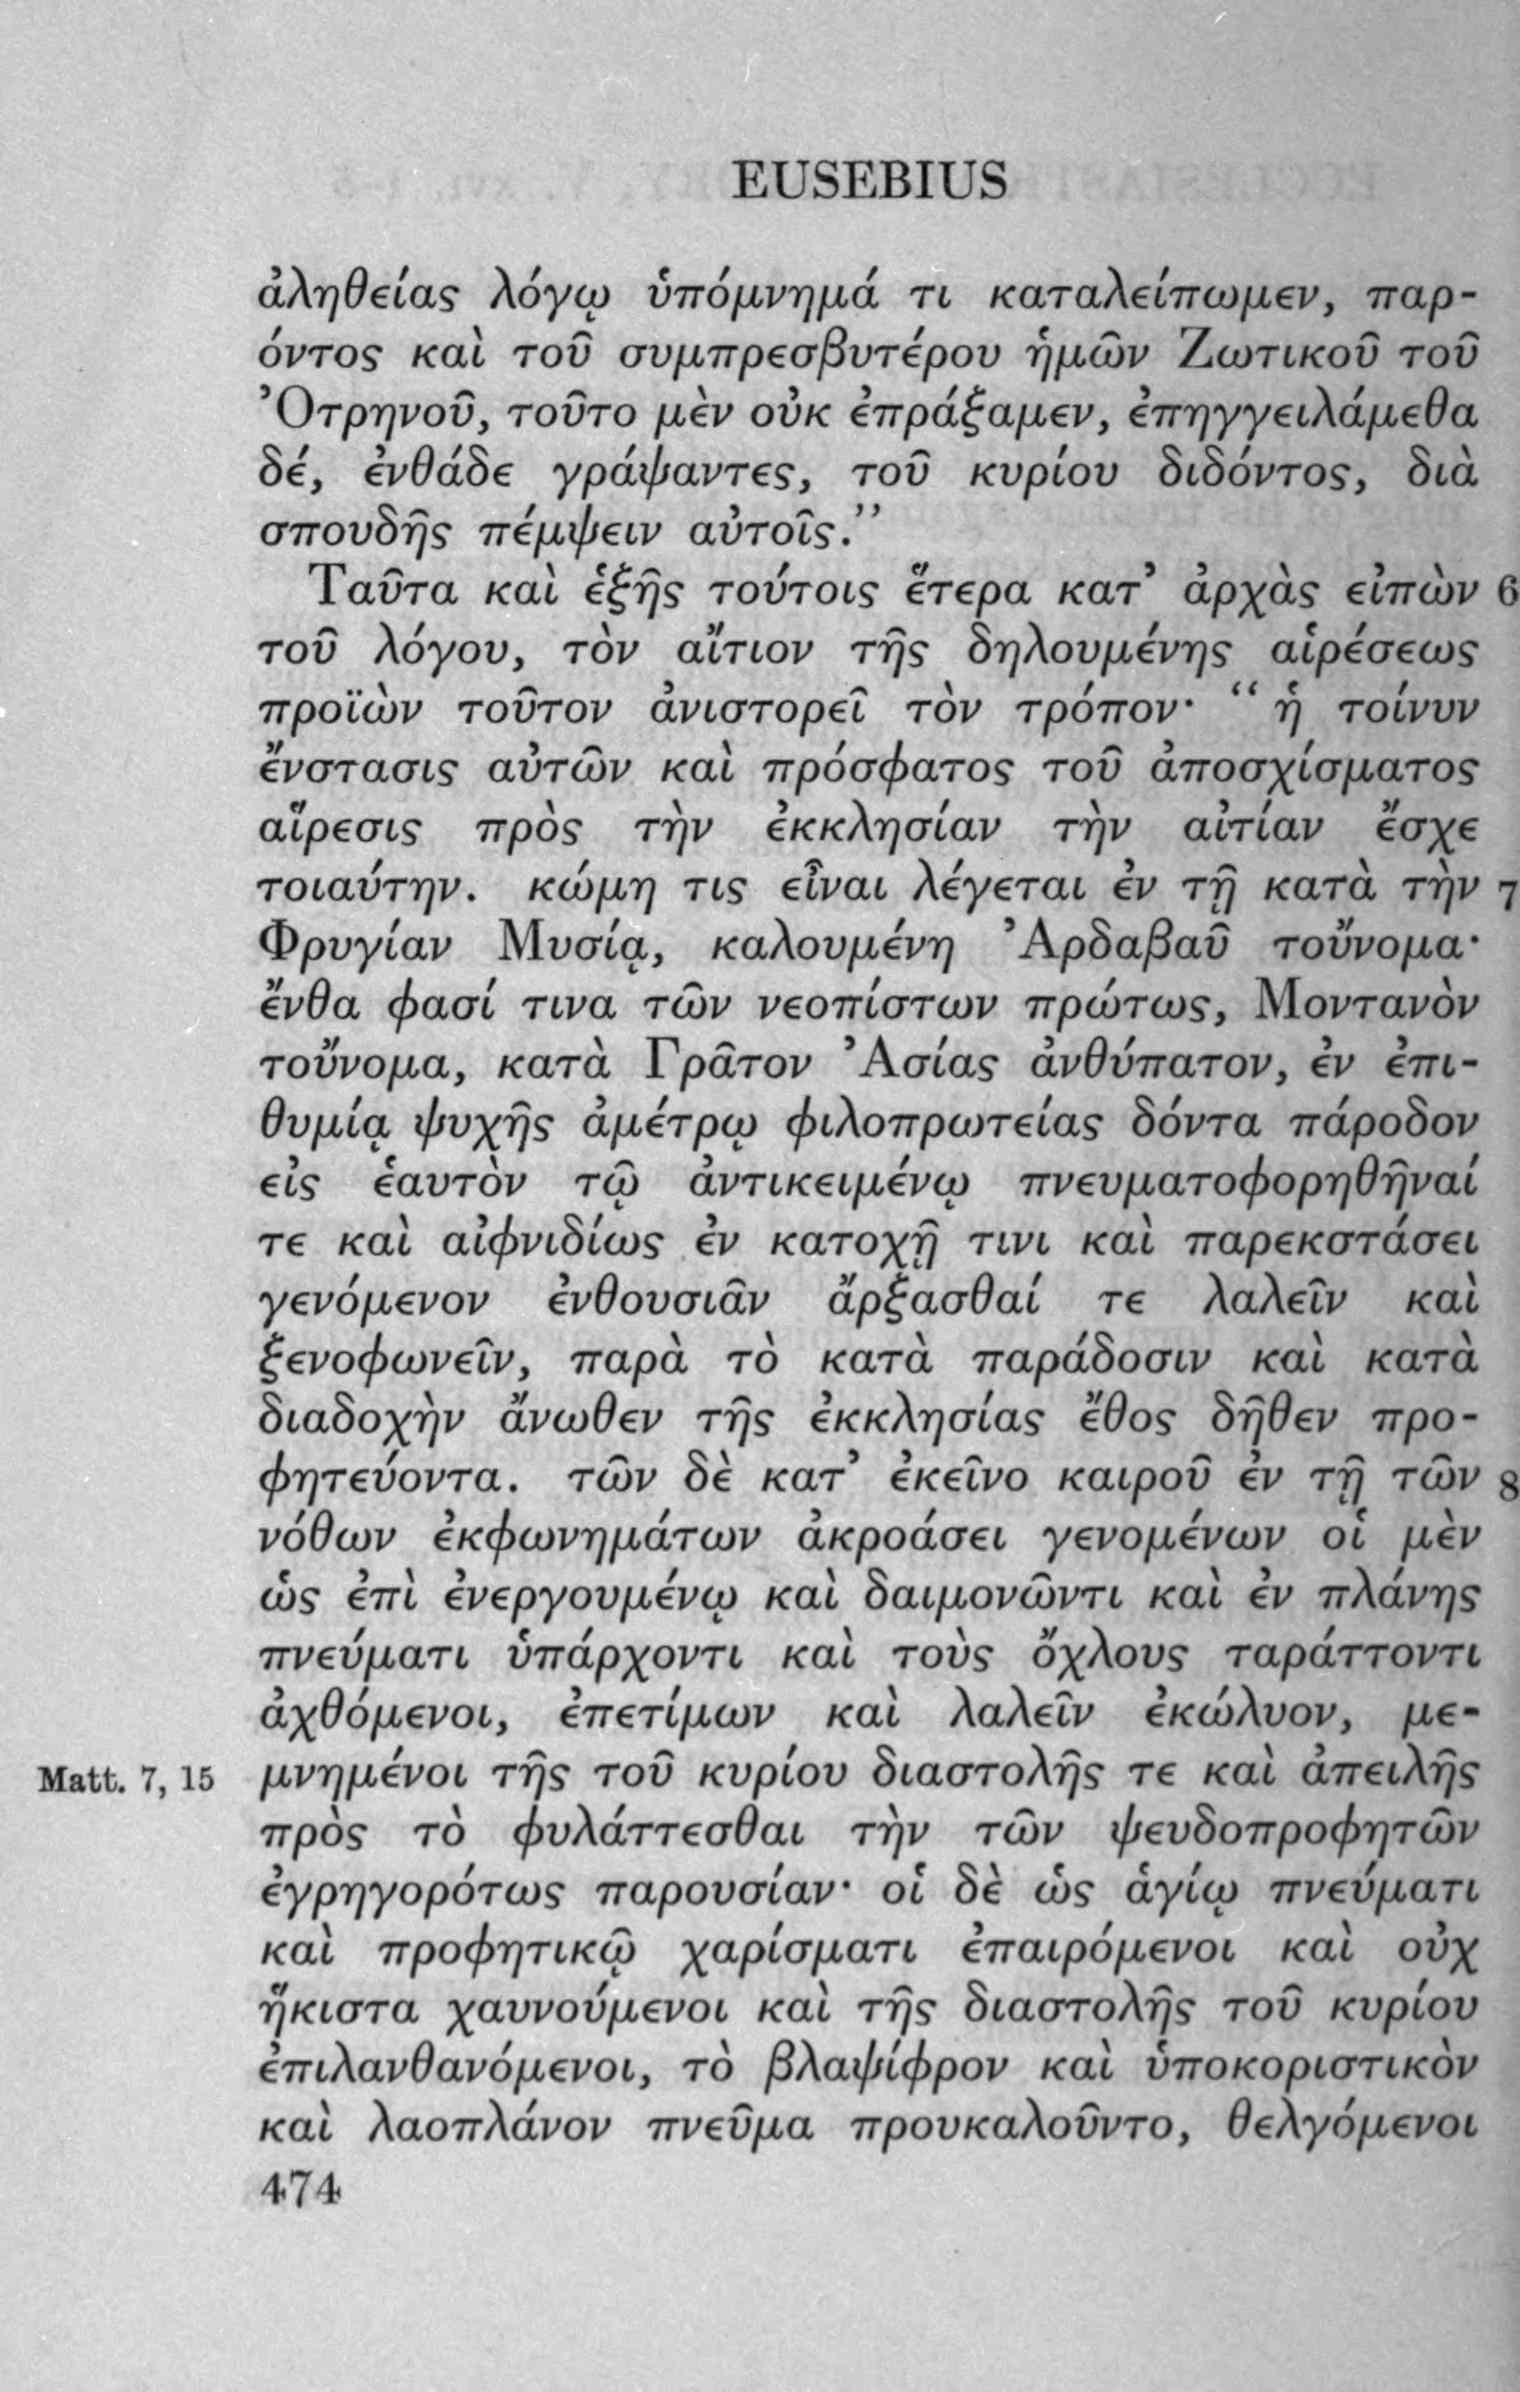 EUSEBIUS
ἀληθείας λόγῳ ὑπόμνημά τι καταλείπωμεν, παρ-
όντος καὶ τοῦ συμπρεσβυτέρου ἡμῶν Ζωτικοῦ τοῦ
Ὀτρηνοῦ, τοῦτο μὲν οὐκ ἐπράξαμεν, ἐπηγγειλάμεθα
δέ, ἐνθάδε γράψαντες, τοῦ κυρίου διδόντος, διὰ
σπουδῆς πέμψειν αὐτοῖς.”
Ταῦτα καὶ ἑξῆς τούτοις ἕτερα κατ’ ἀρχὰς εἰπὼν 6
τοῦ λόγου, τὸν αἴτιον τῆς δηλουμένης αἱρέσεως
προϊὼν τοῦτον ἀνιστορεῖ τὸν τρόπον· “ἡ τοίνυν
ἔνστασις αὐτῶν καὶ πρόσφατος τοῦ ἀποσχίσματος
αἵρεσις πρὸς τὴν ἐκκλησίαν τὴν αἰτίαν ἔσχε
τοιαύτην. κώμη τις εἶναι λέγεται ἐν τῇ κατὰ τὴν 7
Φρυγίαν Μυσίᾳ, καλουμένη Ἀρδαβαῦ τοὔνομα·
ἔνθα φασί τινα τῶν νεοπίστων πρώτως, Μοντανὸν
τοὔνομα, κατὰ Γρᾶτον Ἀσίας ἀνθύπατον, ἐν ἐπι-
θυμίᾳ ψυχῆς ἀμέτρῳ φιλοπρωτείας δόντα πάροδον
εἰς ἑαυτὸν τῷ ἀντικειμένῳ πνευματοφορηθῆναί
τε καὶ αἰφνιδίως ἐν κατοχῇ τινι καὶ παρεκστάσει
γενόμενον ἐνθουσιᾶν ἄρξασθαί τε λαλεῖν καὶ
ξενοφωνεῖν, παρὰ τὸ κατὰ παράδοσιν καὶ κατὰ
διαδοχὴν ἄνωθεν τῆς ἐκκλησίας ἔθος δῆθεν προ-
φητεύοντα. τῶν δὲ κατ’ ἐκεῖνο καιροῦ ἐν τῇ τῶν 8
νόθων ἐκφωνημάτων ἀκροάσει γενομένων οἱ μὲν
ὡς ἐπὶ ἐνεργουμένῳ καὶ δαιμονῶντι καὶ ἐν πλάνης
πνεύματι ὑπάρχοντι καὶ τοὺς ὄχλους ταράττοντι
ἀχθόμενοι, ἐπετίμων καὶ λαλεῖν ἐκώλυον, με-
Matt. 7, 15 μνημένοι τῆς τοῦ κυρίου διαστολῆς τε καὶ ἀπειλῆς
πρὸς τὸ φυλάττεσθαι τὴν τῶν ψευδοπροφητῶν
ἐγρηγορότως παρουσίαν· οἱ δὲ ὡς ἁγίῳ πνεύματι
καὶ προφητικῷ χαρίσματι ἐπαιρόμενοι καὶ οὐχ
ἥκιστα χαυνούμενοι καὶ τῆς διαστολῆς τοῦ κυρίου
ἐπιλανθανόμενοι, τὸ βλαψίφρον καὶ ὑποκοριστικὸν
καὶ λαοπλάνον πνεῦμα προυκαλοῦντο, θελγόμενοι
474